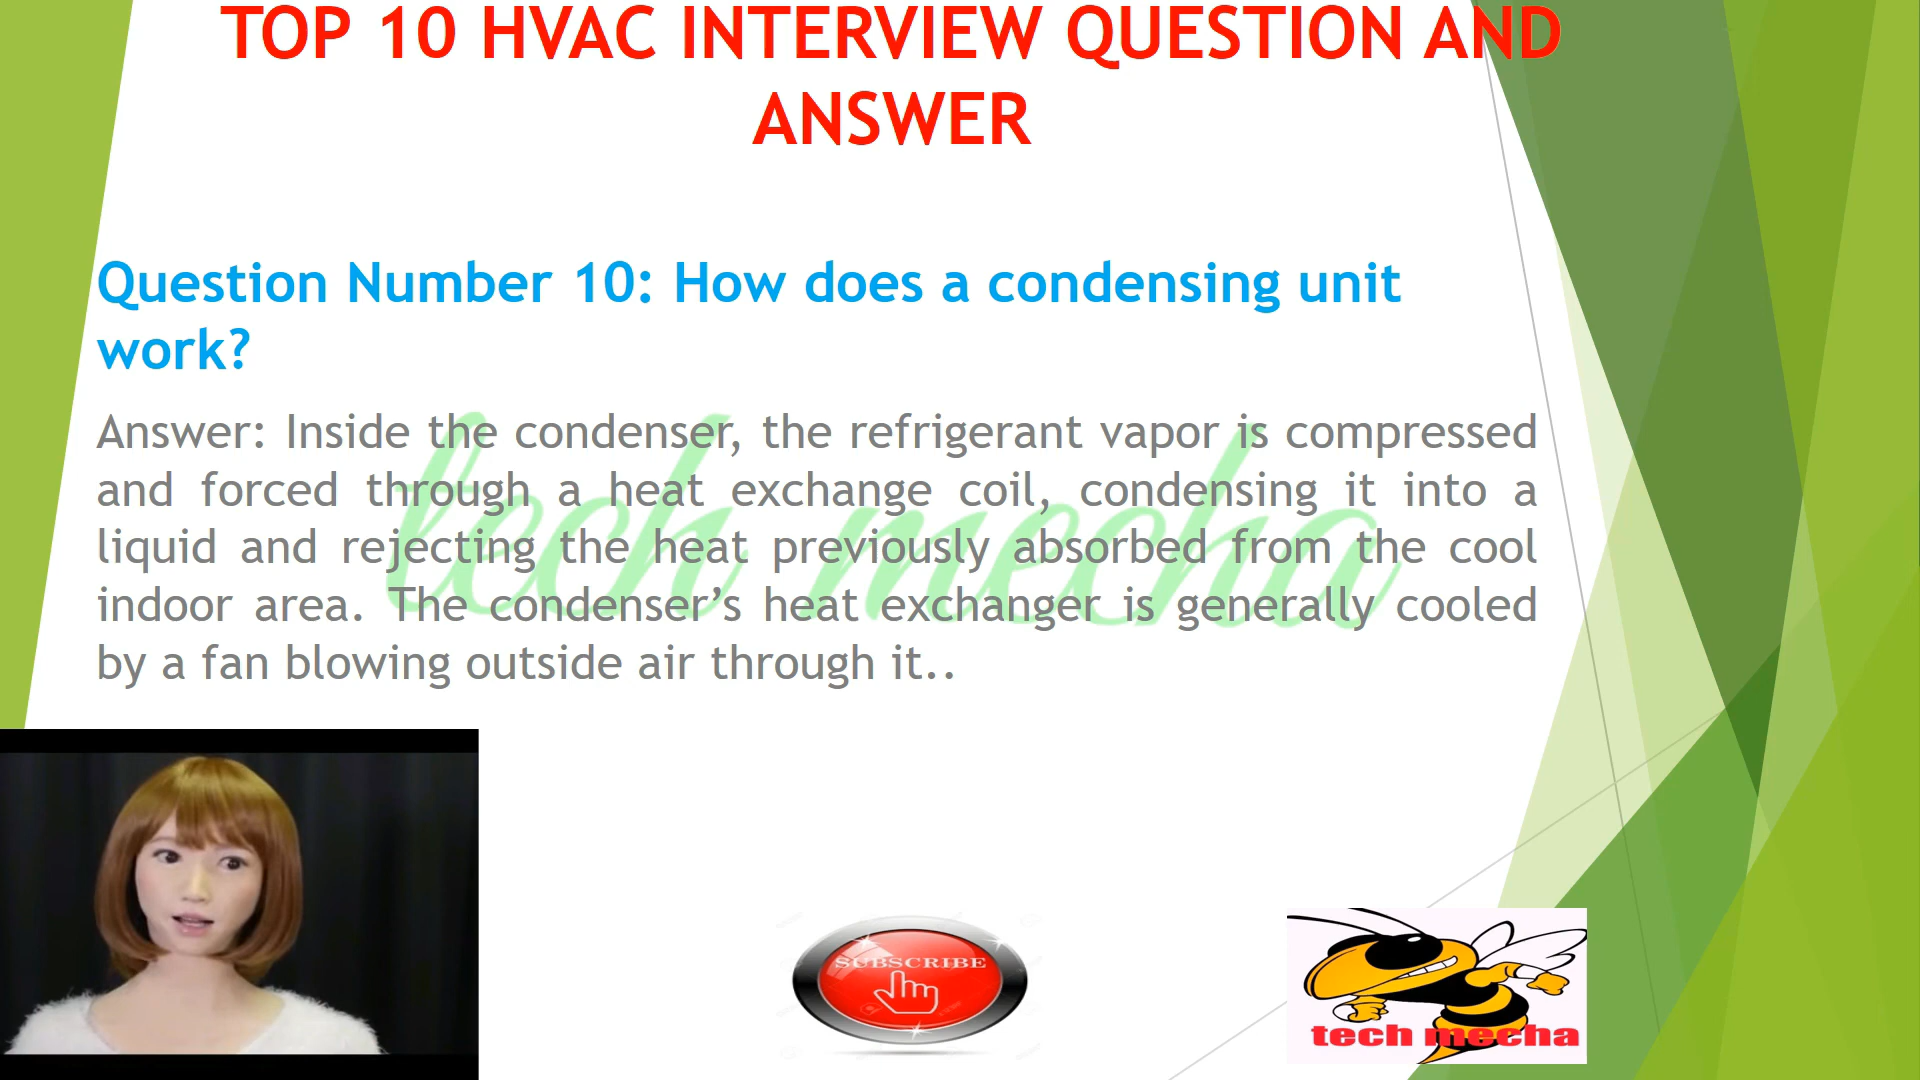 TOP 10 HVAC INTERVIEW QUESTION AND
ANSWER
Question Number 10: How does a condensing unit
work?
Answer: Inside the condenser, the refrigerant vapor is compressed
and forced through a heat exchange coil, condensing it into a
liquid and rejecting the heat previously absorbed from the cool
indoor area. The condenser’s heat exchanger is generally cooled
by a fan blowing outside air through it..
tech mecha
SUBSCRIBE
tech mecha